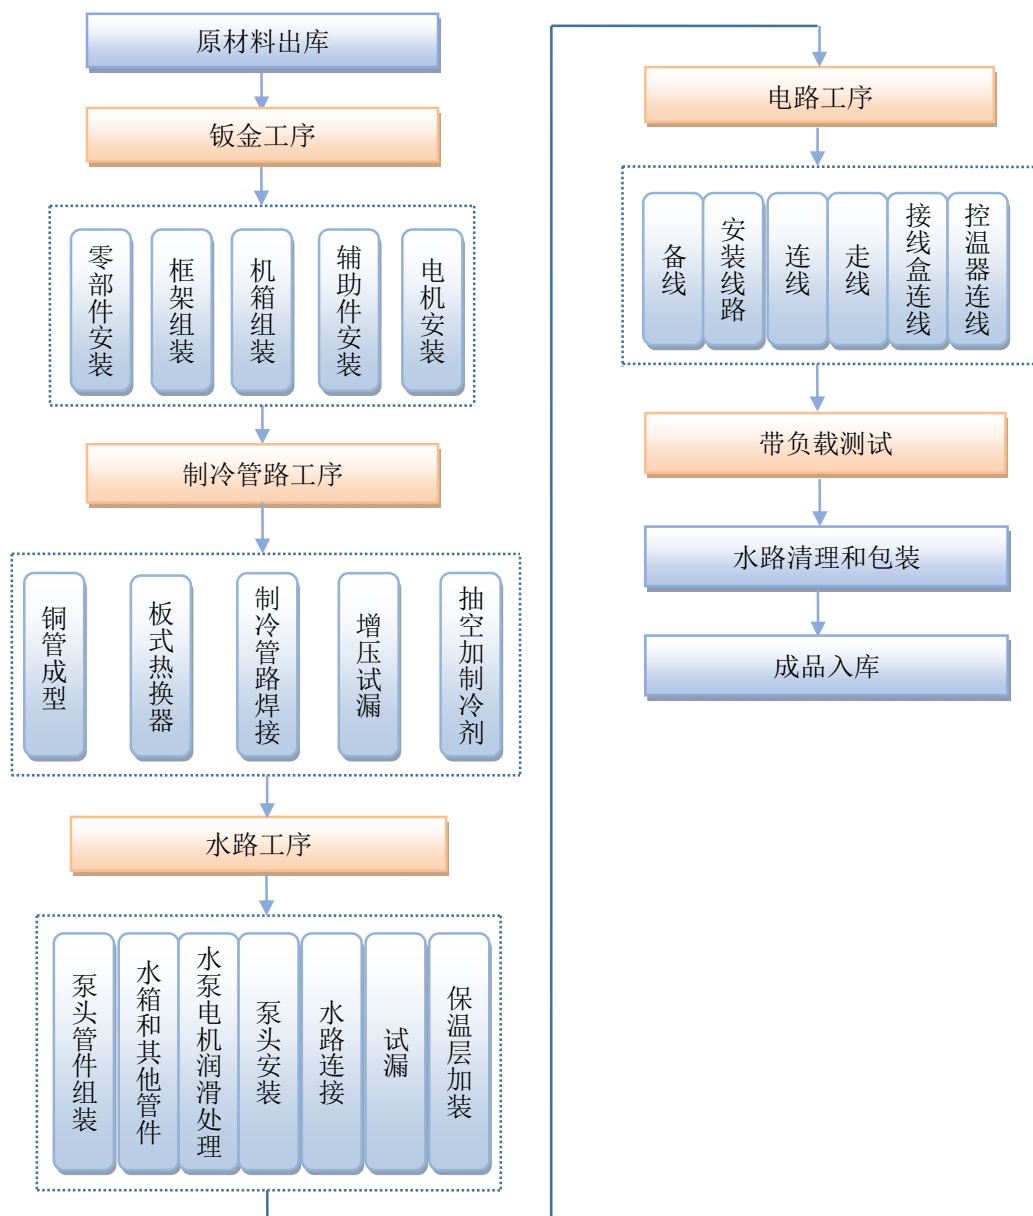 原材料出库
钣金工序
零部件安装
框架组装
机箱组装
辅助件安装
电机安装
制冷管路工序
铜管成型
板式热换器
制冷管路焊接
增压试漏
抽空加制冷剂
水路工序
泵头管件组装
水箱和其他管件
水泵电机润滑处理
泵头安装
水路连接
试漏
保温层加装
电路工序
备线
安装线路
连线
走线
接线盒连线
控温器连线
带负载测试
水路清理和包装
成品入库